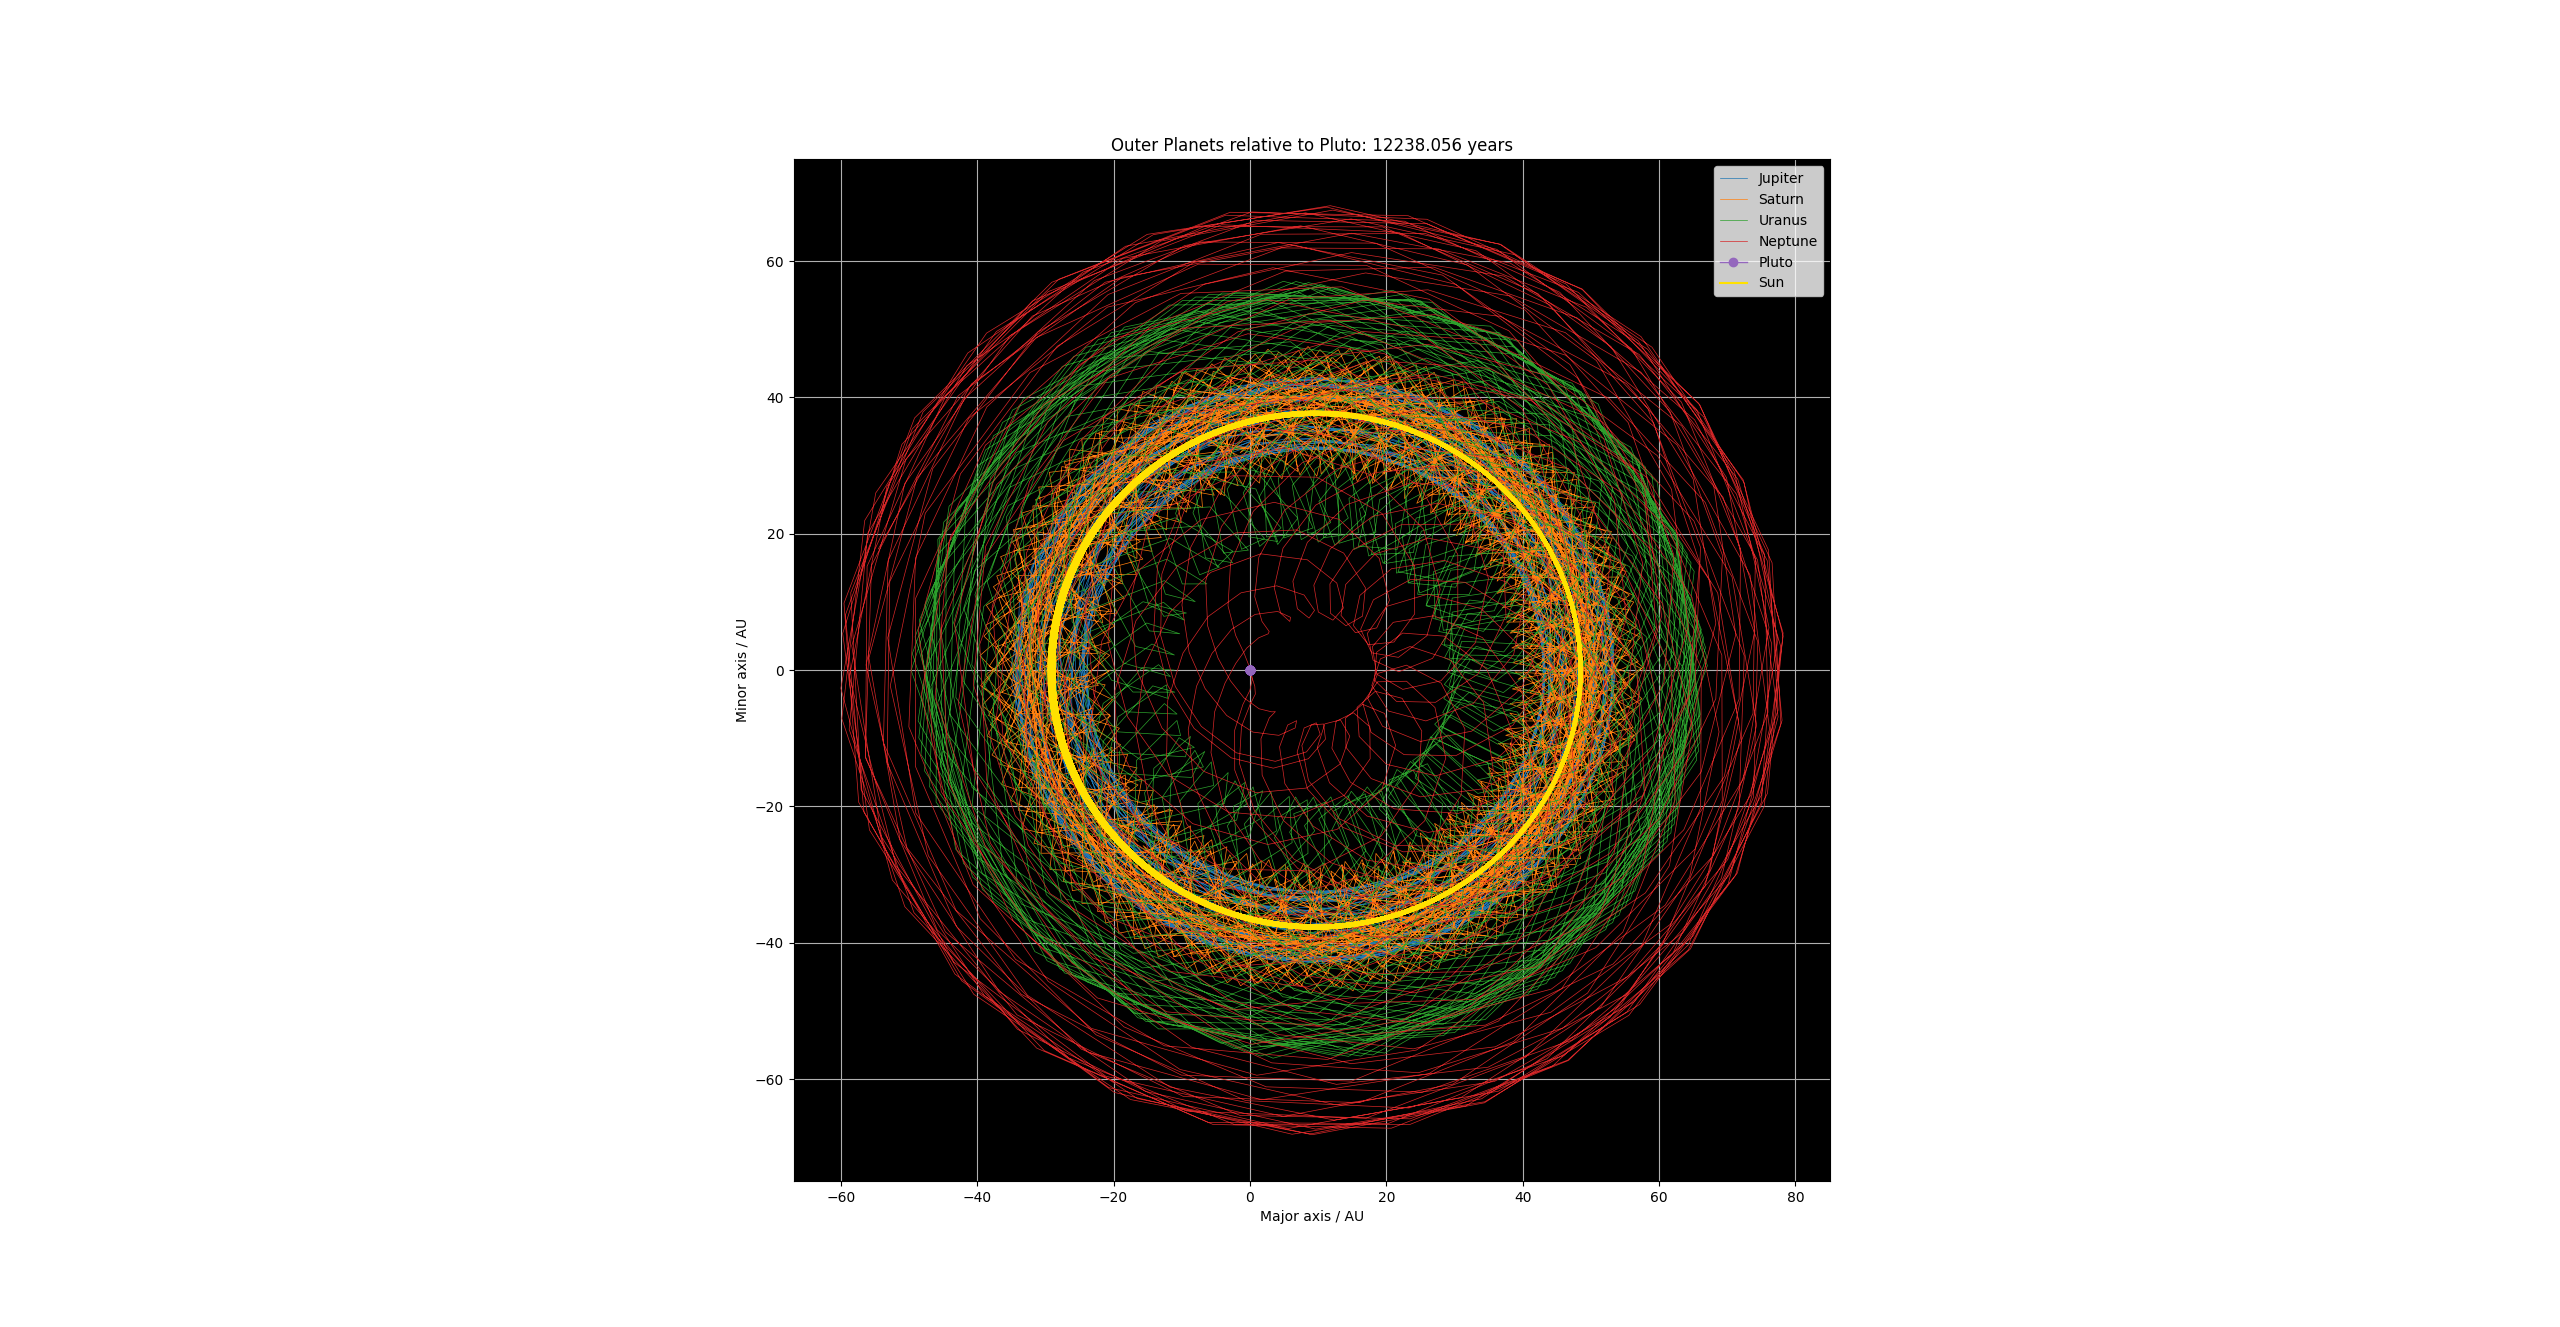 Outer Planets relative to Pluto: 12238.056 years
Jupiter
Saturn
Uranus
Neptune
Pluto
Sun
60
40
20
0
−20
−40
−60
Minor axis / AU
−60
−40
−20
0
20
40
60
80
Major axis / AU